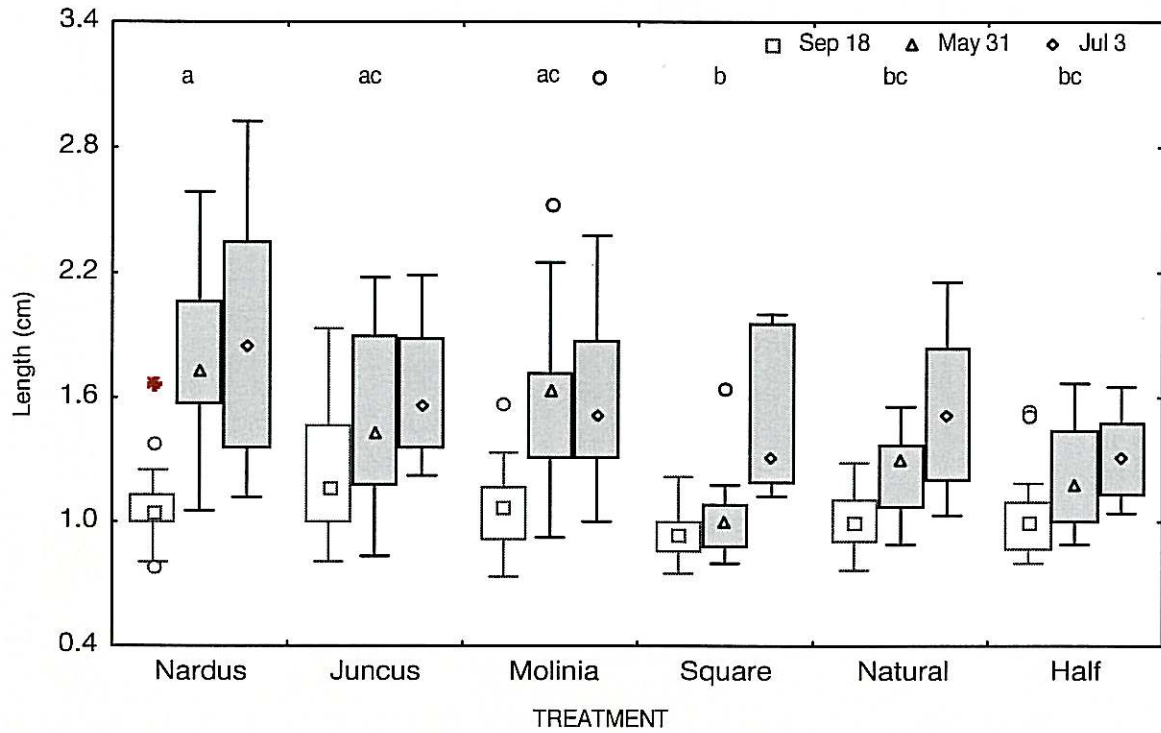 3.4
Sep 18 May 31 Jul 3
a ac ac b bc bc
2.8
2.2
1.6
1.0
0.4
Length (cm)
Nardus Juncus Molinia Square Natural Half
TREATMENT